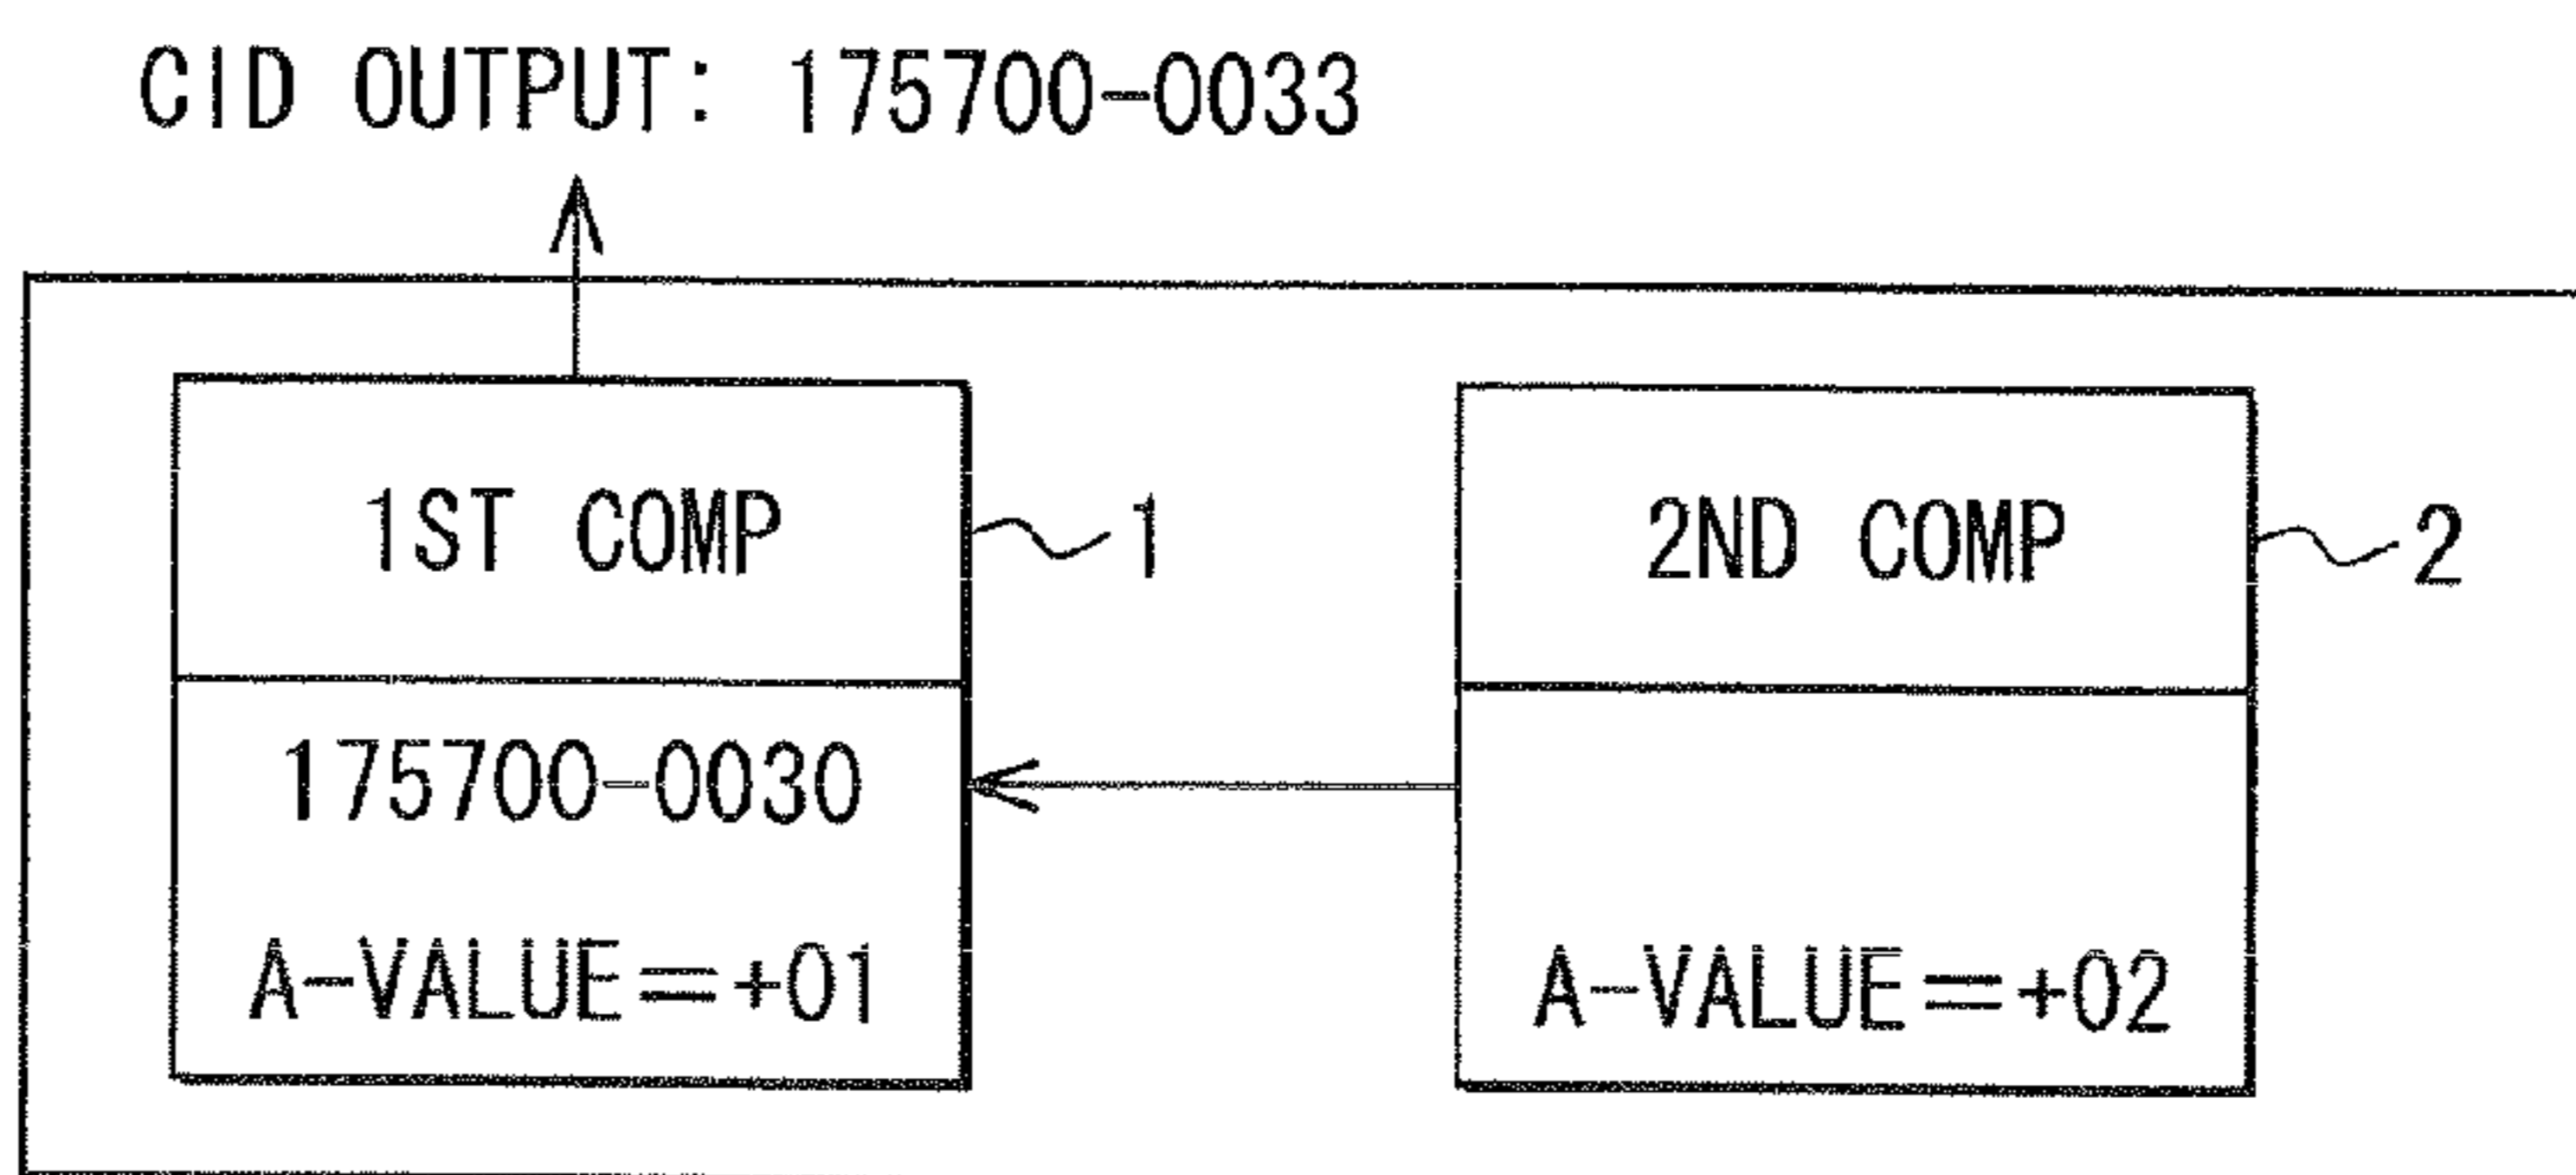 CID OUTPUT: 175700-0033
1ST COMP
1
2ND COMP
2
175700-0030
A-VALUE=+01
A-VALUE=+02